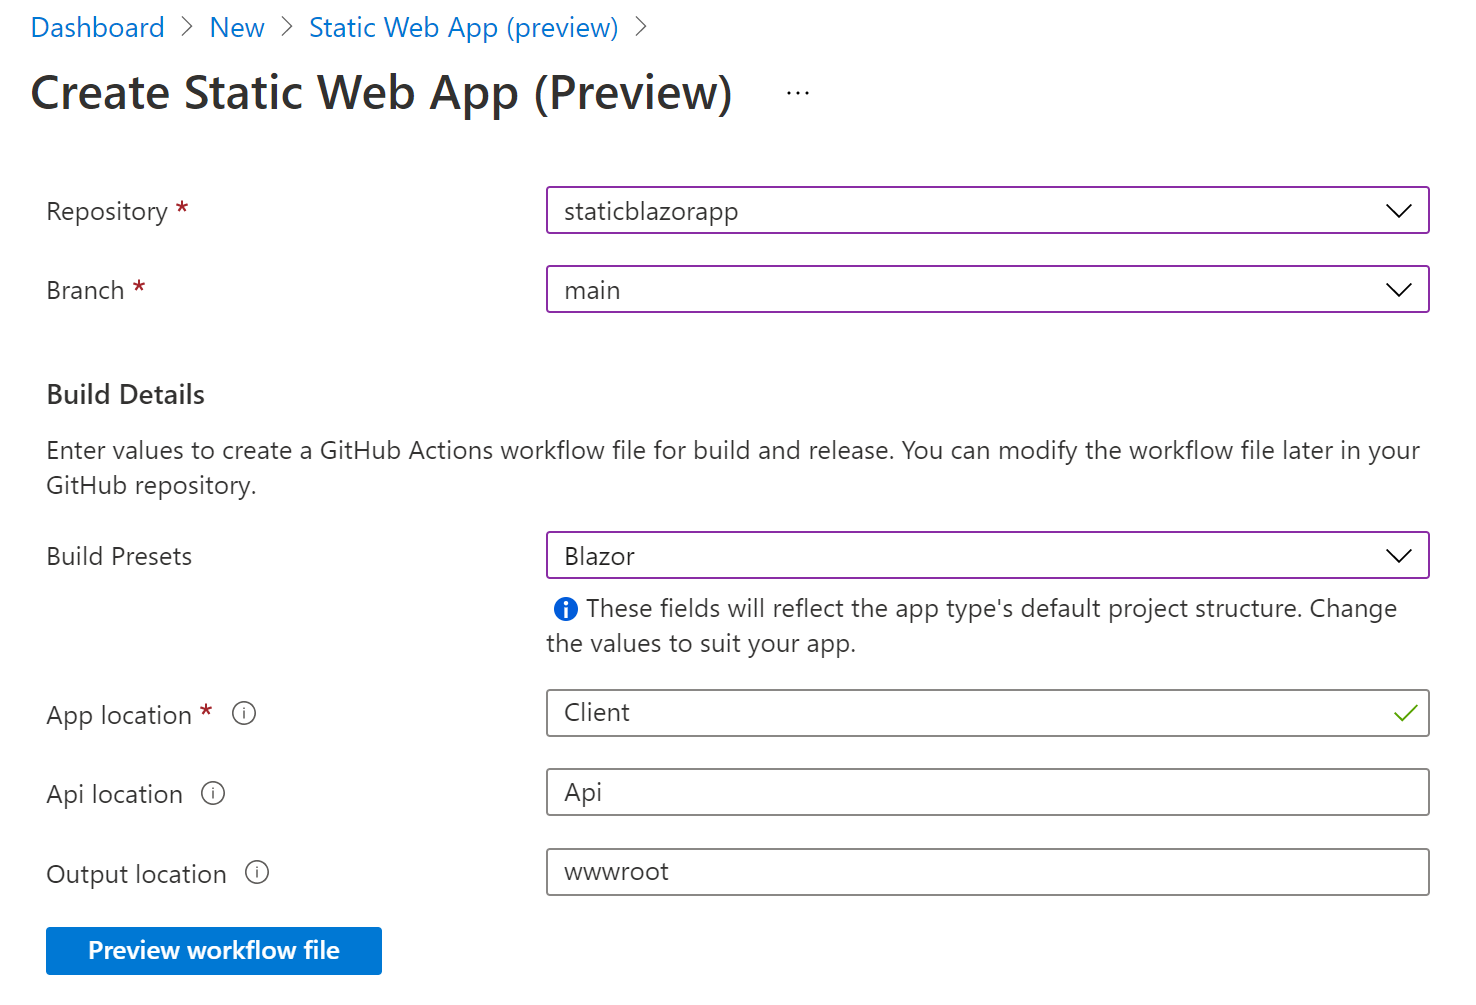 Dashboard > New > Static Web App (preview) >
Create Static Web App (Preview) ...
Repository * staticblazorapp
Branch * main
Build Details
Enter values to create a GitHub Actions workflow file for build and release. You can modify the workflow file later in your
GitHub repository.
Build Presets Blazor
These fields will reflect the app type's default project structure. Change
the values to suit your app.
App location * Client
Api location Api
Output location wwwroot
Preview workflow file